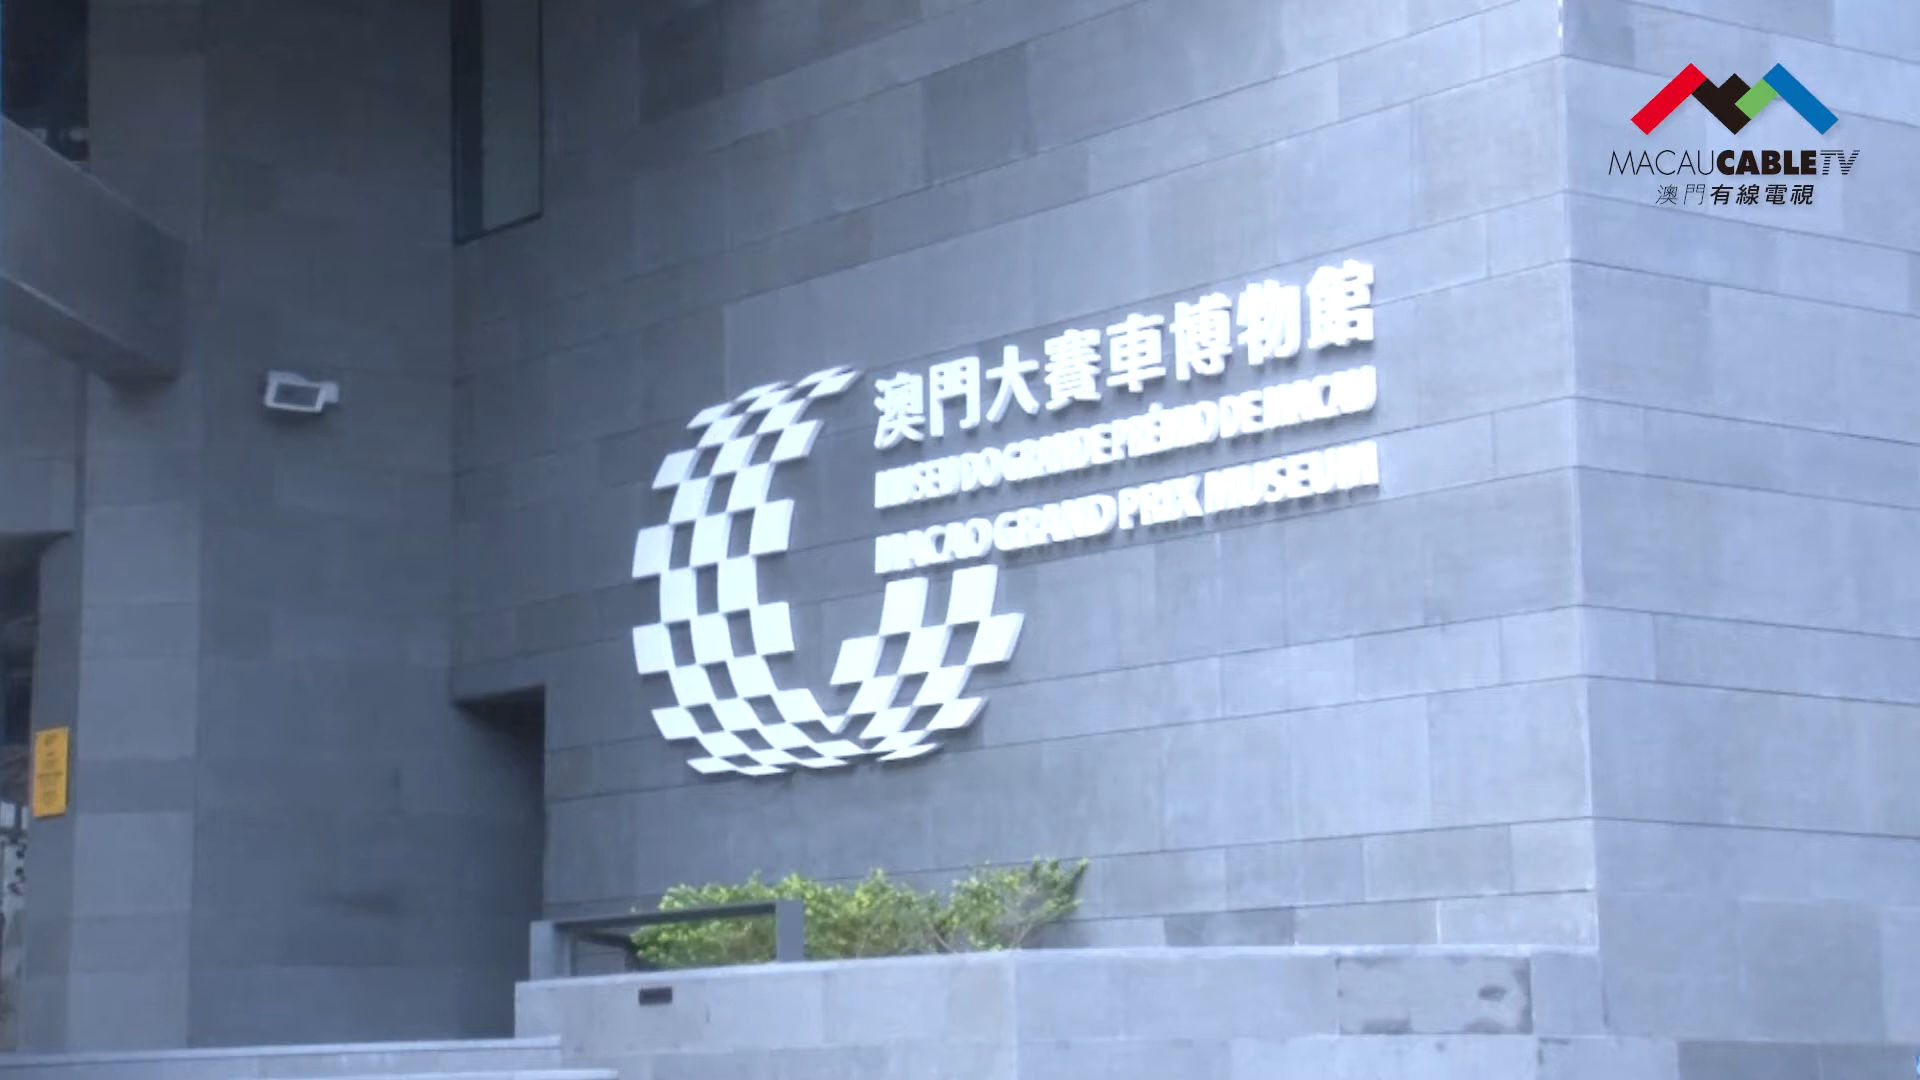 MACAUCABLETV
澳門有線電視
澳門大賽車博物館
MUSEU DO GRANDE PRÉMIO DE MACAU
MACAO GRAND PRIX MUSEUM